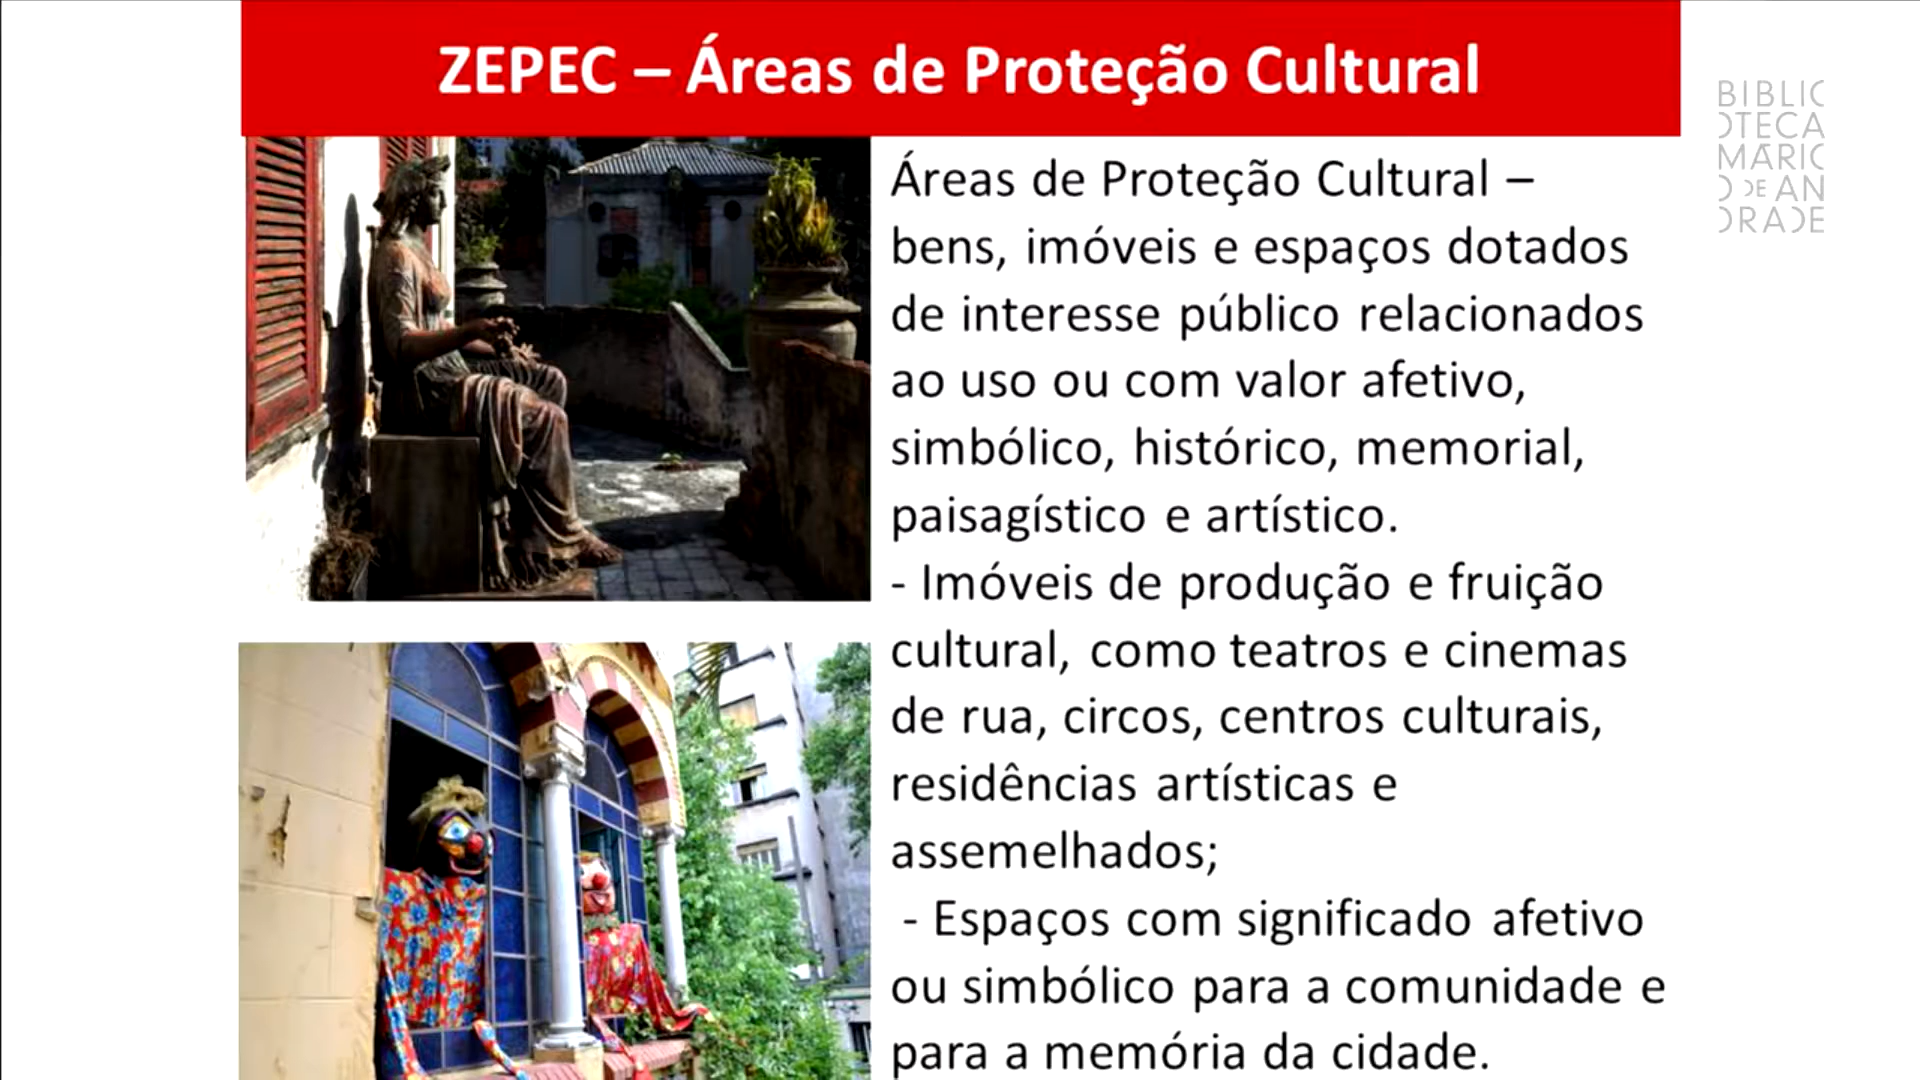 ZEPEC – Áreas de Proteção Cultural
BIBLIO
OTECA
MÁRIO
O DE AN
DRADE
Áreas de Proteção Cultural –
bens, imóveis e espaços dotados
de interesse público relacionados
ao uso ou com valor afetivo,
simbólico, histórico, memorial,
paisagístico e artístico.
- Imóveis de produção e fruição
cultural, como teatros e cinemas
de rua, circos, centros culturais,
residências artísticas e
assemelhados;
- Espaços com significado afetivo
ou simbólico para a comunidade e
para a memória da cidade.